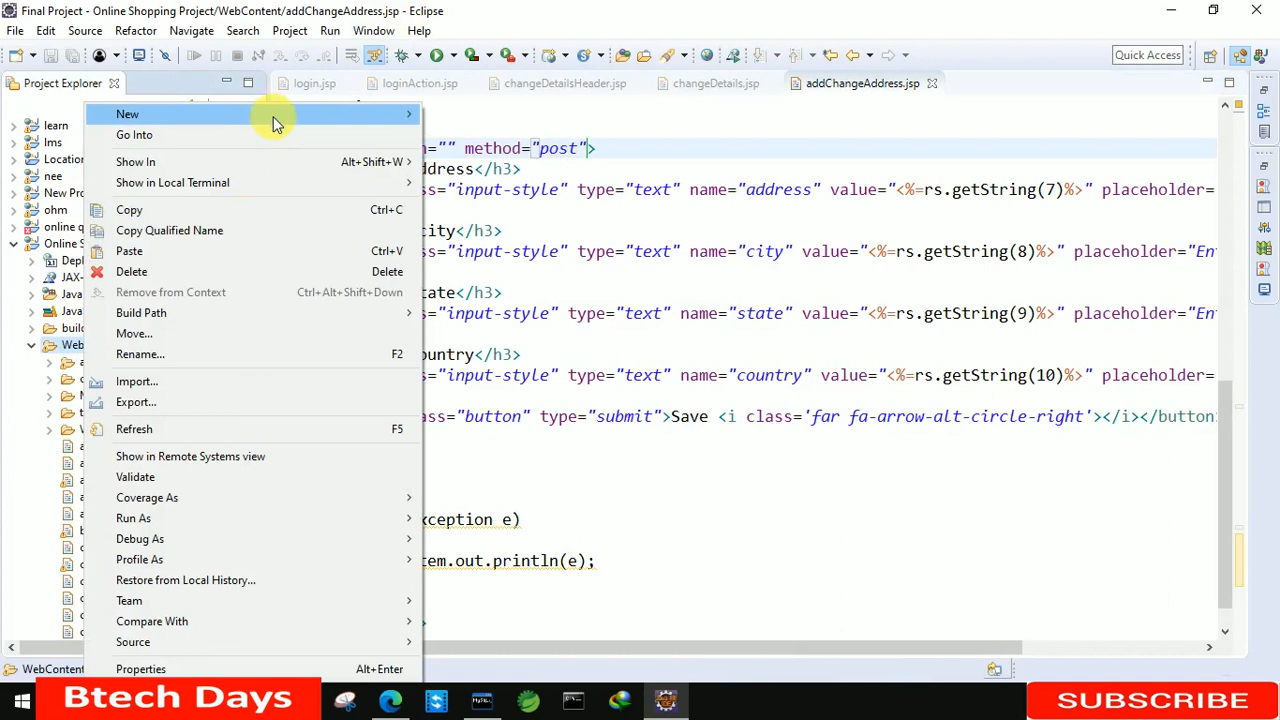 Final Project - Online Shopping Project/WebContent/addChangeAddress.jsp - Eclipse
File Edit Source Refactor Navigate Search Project Run Window Help
Quick Access
Project Explorer login.jsp loginAction.jsp changeDetailsHeader.jsp changeDetails.jsp addChangeAddress.jsp
learn
lms
Location
nee
New Pro
ohm
online q
Online S
Depl
JAX-
Java
Java
buil
Web
New
Go Into
Show In Alt+Shift+W
Show in Local Terminal
Copy Ctrl+C
Copy Qualified Name
Paste Ctrl+V
Delete Delete
Remove from Context Ctrl+Alt+Shift+Down
Build Path
Move...
Rename... F2
Import...
Export...
Refresh F5
Show in Remote Systems view
Validate
Coverage As
Run As
Debug As
Profile As
Restore from Local History...
Team
Compare With
Source
Properties Alt+Enter
n="" method="post">
ddress</h3>
ss="input-style" type="text" name="address" value="<%=rs.getString(7)%>" placeholder=
city</h3>
ss="input-style" type="text" name="city" value="<%=rs.getString(8)%>" placeholder="En
tate</h3>
ss="input-style" type="text" name="state" value="<%=rs.getString(9)%>" placeholder="En
ountry</h3>
ss="input-style" type="text" name="country" value="<%=rs.getString(10)%>" placeholder=
lass="button" type="submit">Save <i class='far fa-arrow-alt-circle-right'></i></button
xception e)
tem.out.println(e);
WebContent
Btech Days
SUBSCRIBE